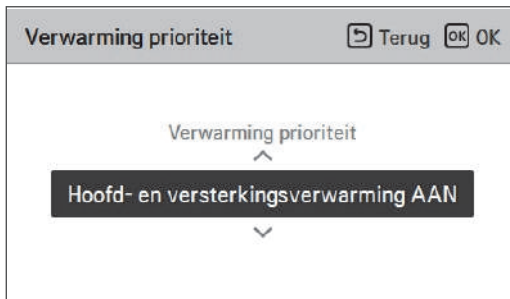 Verwarming prioriteit Terug OK OK
Verwarming prioriteit
Hoofd- en versterkingsverwarming AAN